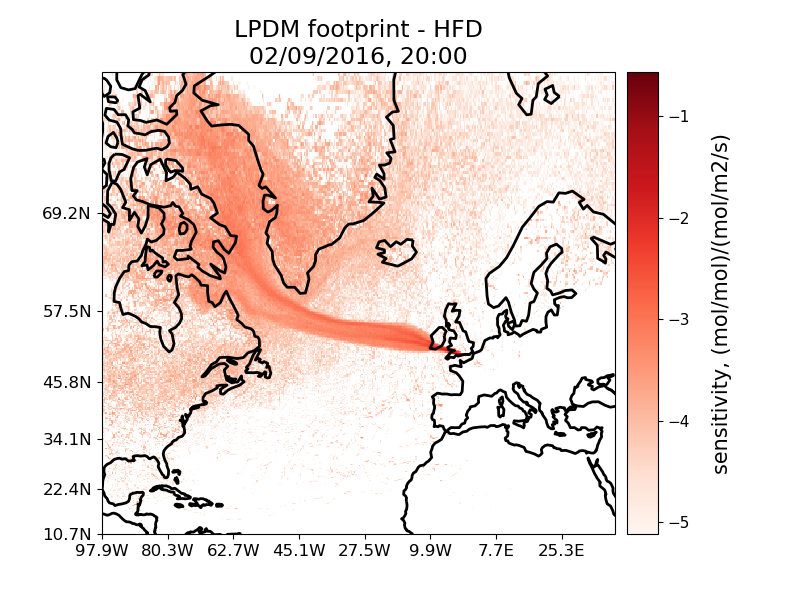 LPDM footprint - HFD
02/09/2016, 20:00
69.2N
57.5N
45.8N
34.1N
22.4N
10.7N
97.9W 80.3W 62.7W 45.1W 27.5W 9.9W 7.7E 25.3E
−1
−2
−3
−4
−5
sensitivity, (mol/mol)/(mol/m2/s)